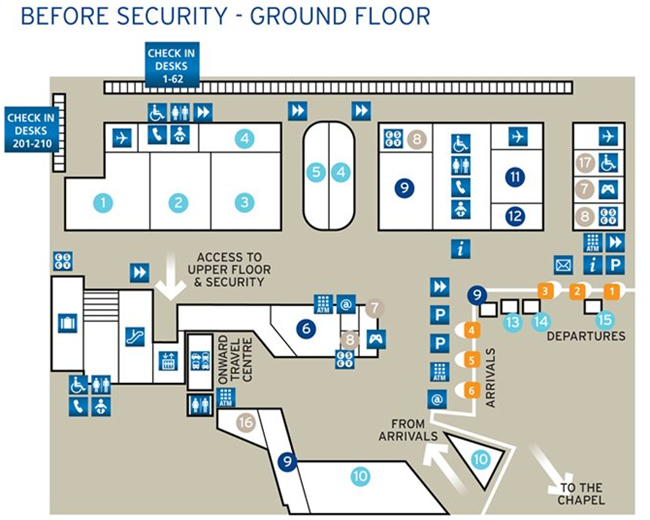 BEFORE SECURITY - GROUND FLOOR
CHECK IN
DESKS
1-62
CHECK IN
DESKS
201-210
4
8
17
1
2
3
5
4
9
11
12
7
8
i
i
P
ACCESS TO
UPPER FLOOR
& SECURITY
9
3
2
1
13
14
15
DEPARTURES
ATM
@
7
6
8
P
P
ATM
@
4
5
6
ARRIVALS
ONWARD
TRAVEL
CENTRE
ATM
ATM
16
9
10
FROM
ARRIVALS
10
TO THE
CHAPEL